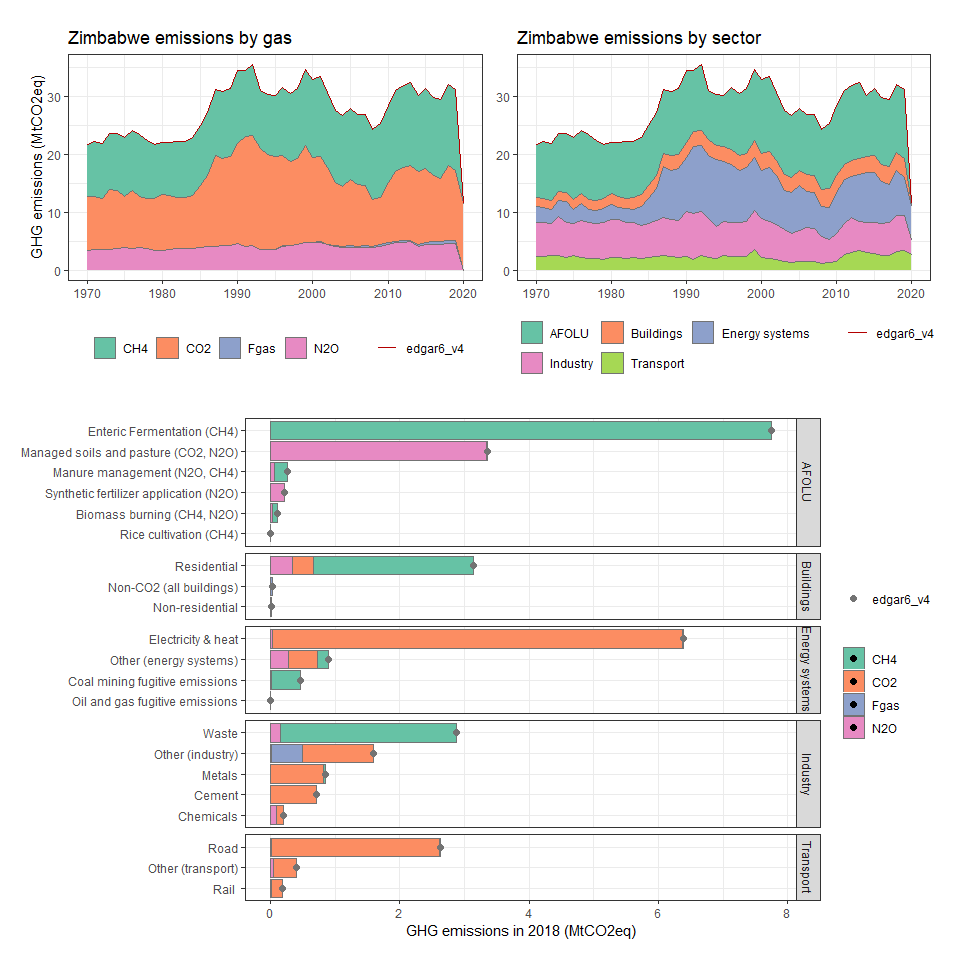 Zimbabwe emissions by gas
GHG emissions (MtCO2eq)
30
20
10
0
1970 1980 1990 2000 2010 2020
CH4 CO2 Fgas N2O edgar6_v4
Zimbabwe emissions by sector
30
20
10
0
1970 1980 1990 2000 2010 2020
AFOLU Buildings Energy systems edgar6_v4
Industry Transport
Enteric Fermentation (CH4)
Managed soils and pasture (CO2, N2O)
Manure management (N2O, CH4)
Synthetic fertilizer application (N2O)
Biomass burning (CH4, N2O)
Rice cultivation (CH4)
AFOLU
Residential
Non-CO2 (all buildings)
Non-residential
Buildings
Electricity & heat
Other (energy systems)
Coal mining fugitive emissions
Oil and gas fugitive emissions
Energy systems
Waste
Other (industry)
Metals
Cement
Chemicals
Industry
Road
Other (transport)
Rail
Transport
0 2 4 6 8
GHG emissions in 2018 (MtCO2eq)
edgar6_v4
CH4
CO2
Fgas
N2O